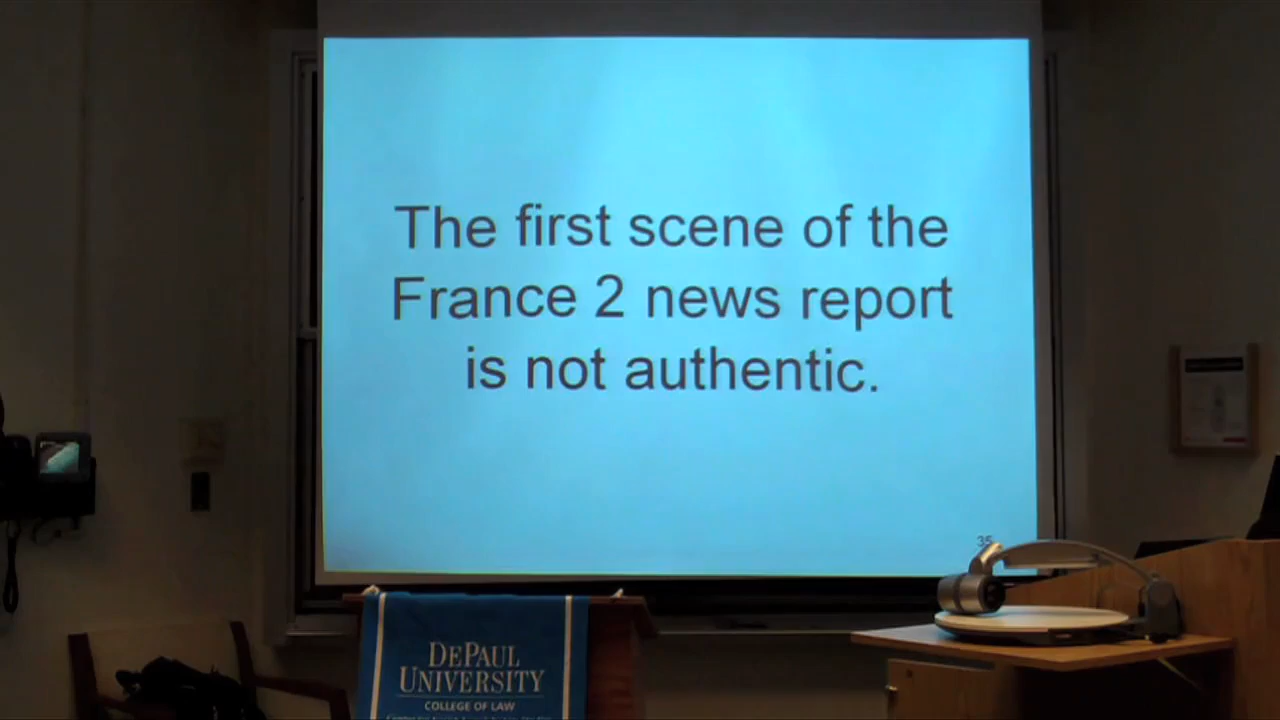 The first scene of the
France 2 news report
is not authentic.
35
DEPAUL
UNIVERSITY
COLLEGE OF LAW